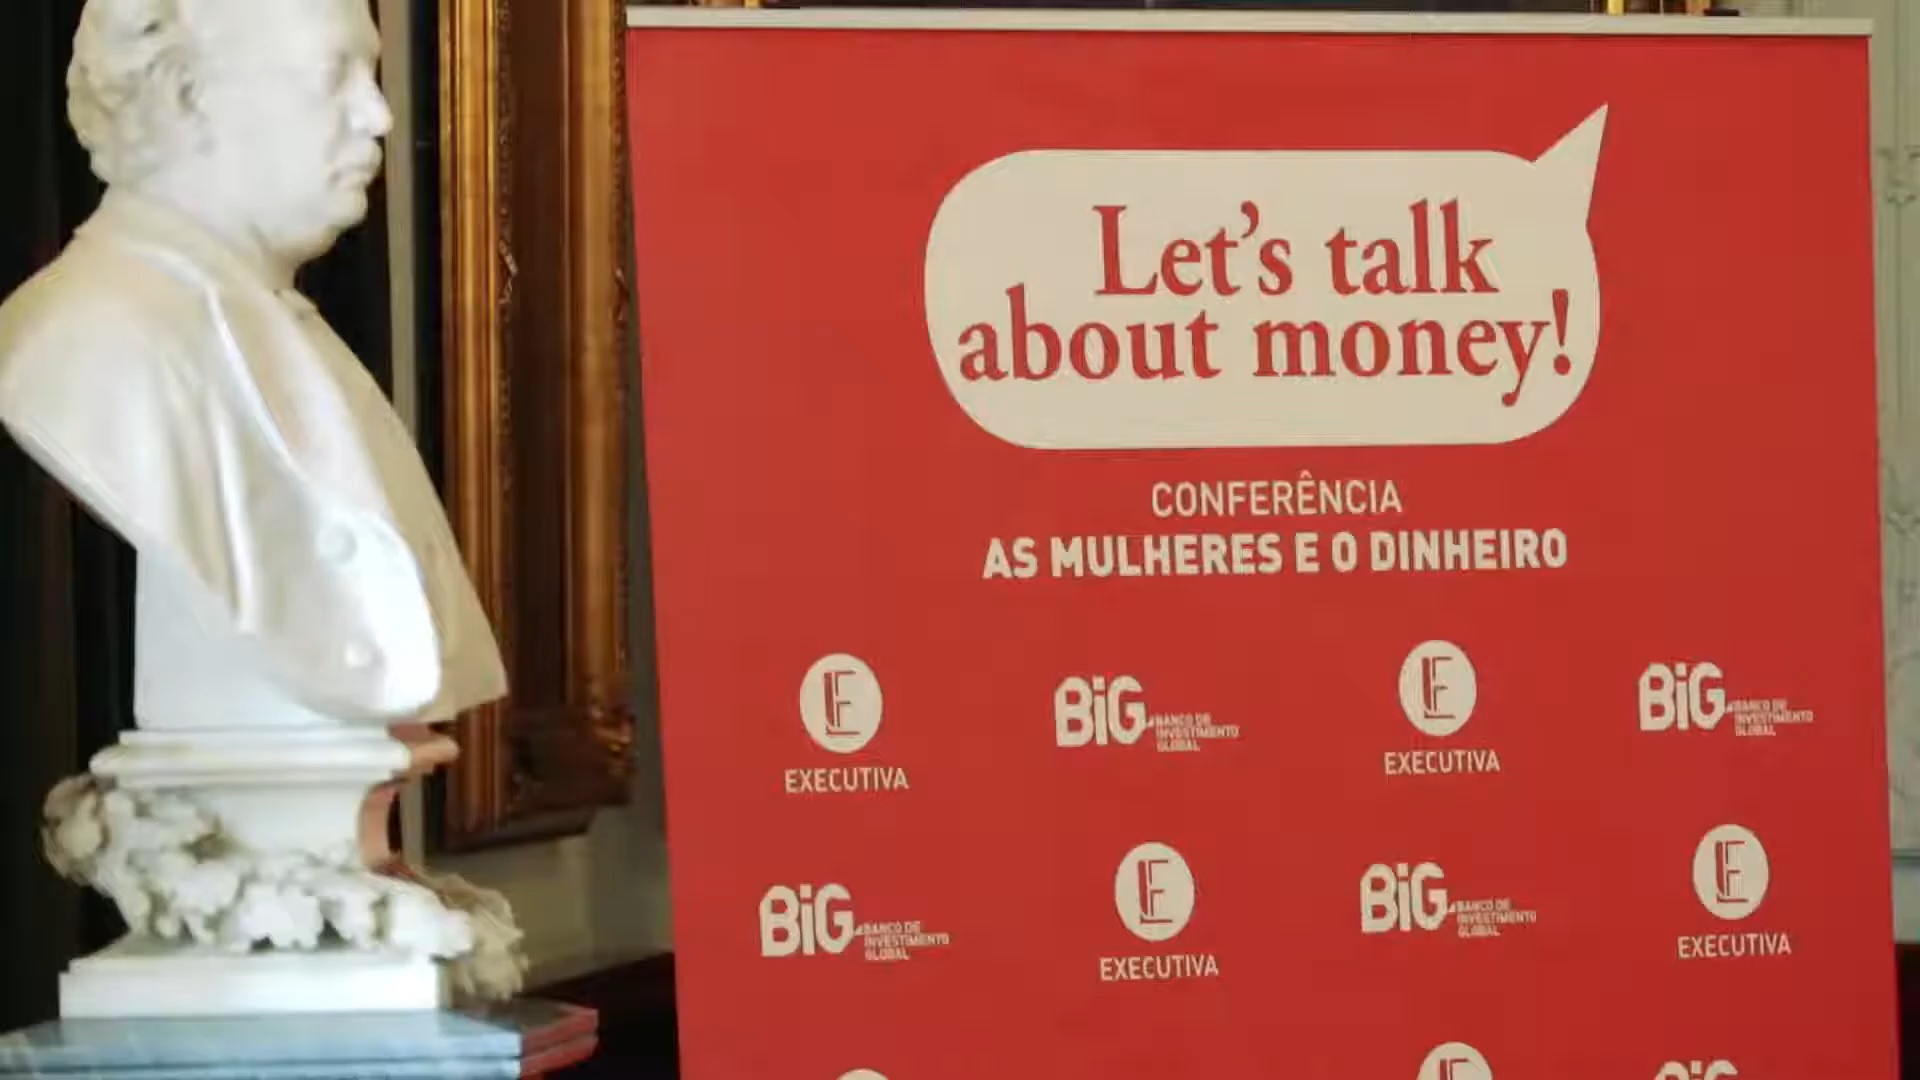 Let's talk
about money!
CONFERÊNCIA
AS MULHERES E O DINHEIRO
E
EXECUTIVA
BiG
BANCO DE
INVESTIMENTO
GLOBAL
E
EXECUTIVA
BiG
BANCO DE
INVESTIMENTO
GLOBAL
BiG
BANCO DE
INVESTIMENTO
GLOBAL
E
EXECUTIVA
BiG
BANCO DE
INVESTIMENTO
GLOBAL
E
EXECUTIVA
E
BiG